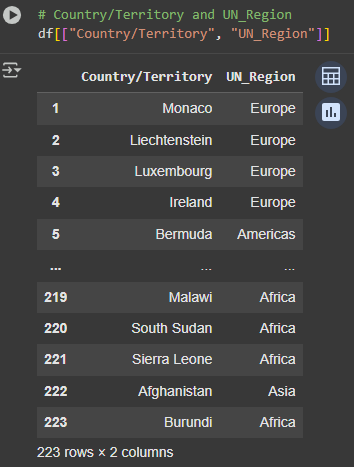 # Country/Territory and UN_Region
df[["Country/Territory", "UN_Region"]]
Country/Territory UN_Region
1 Monaco Europe
2 Liechtenstein Europe
3 Luxembourg Europe
4 Ireland Europe
5 Bermuda Americas
... ... ...
219 Malawi Africa
220 South Sudan Africa
221 Sierra Leone Africa
222 Afghanistan Asia
223 Burundi Africa
223 rows × 2 columns